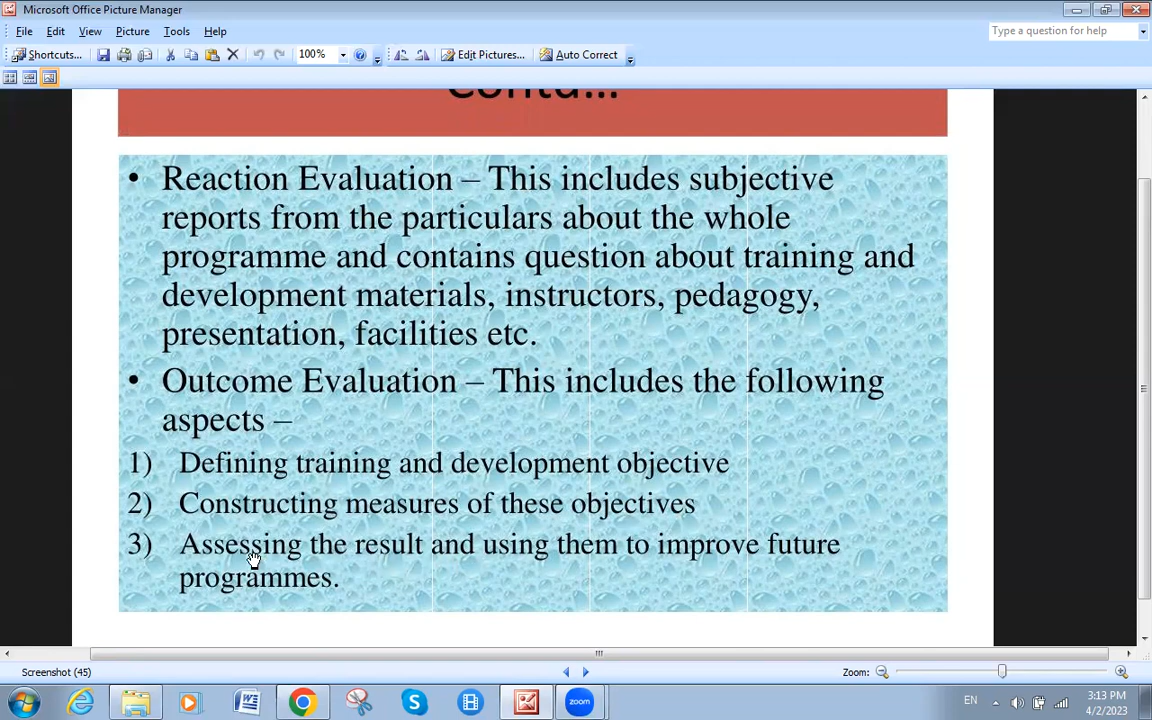 Microsoft Office Picture Manager
File Edit View Picture Tools Help
Type a question for help
Shortcuts... 100% Edit Pictures... Auto Correct
Contd...
• Reaction Evaluation – This includes subjective
reports from the particulars about the whole
programme and contains question about training and
development materials, instructors, pedagogy,
presentation, facilities etc.
• Outcome Evaluation – This includes the following
aspects –
1) Defining training and development objective
2) Constructing measures of these objectives
3) Assessing the result and using them to improve future
programmes.
Screenshot (45)
Zoom:
zoom
EN
3:13 PM
4/2/2023